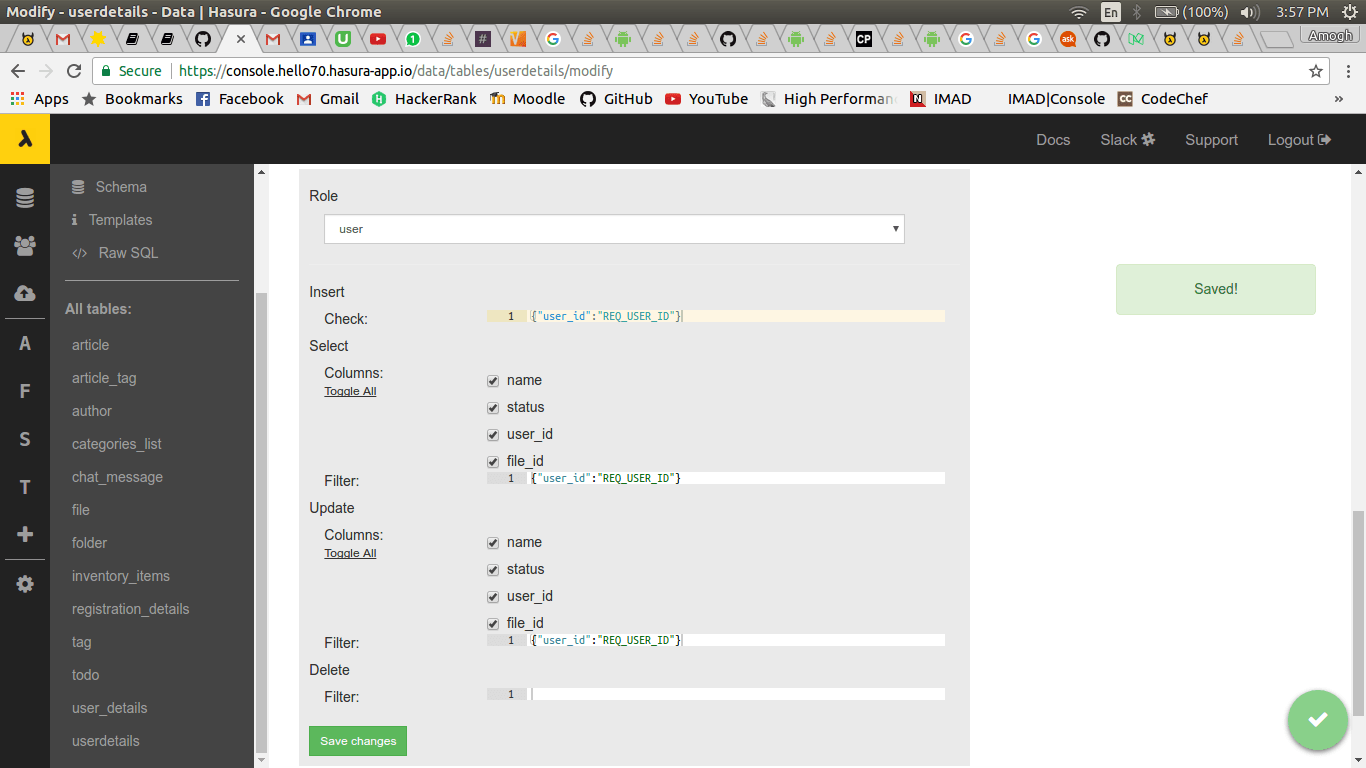 Modify - userdetails - Data | Hasura - Google Chrome
En
(100%)
3:57 PM
Amogh
Secure
https://console.hello70.hasura-app.io/data/tables/userdetails/modify
Apps Bookmarks Facebook Gmail HackerRank Moodle GitHub YouTube High Performan IMAD IMAD|Console CodeChef »
Docs Slack Support Logout
Schema
Templates
Raw SQL
All tables:
article
article_tag
author
categories_list
chat_message
file
folder
inventory_items
registration_details
tag
todo
user_details
userdetails
A
F
S
T
Role
user
Insert
Check:
1 {"user_id":"REQ_USER_ID"}
Select
Columns:
Toggle All
name
status
user_id
file_id
Filter:
1 {"user_id":"REQ_USER_ID"}
Update
Columns:
Toggle All
name
status
user_id
file_id
Filter:
1 {"user_id":"REQ_USER_ID"}
Delete
Filter:
1
Save changes
Saved!